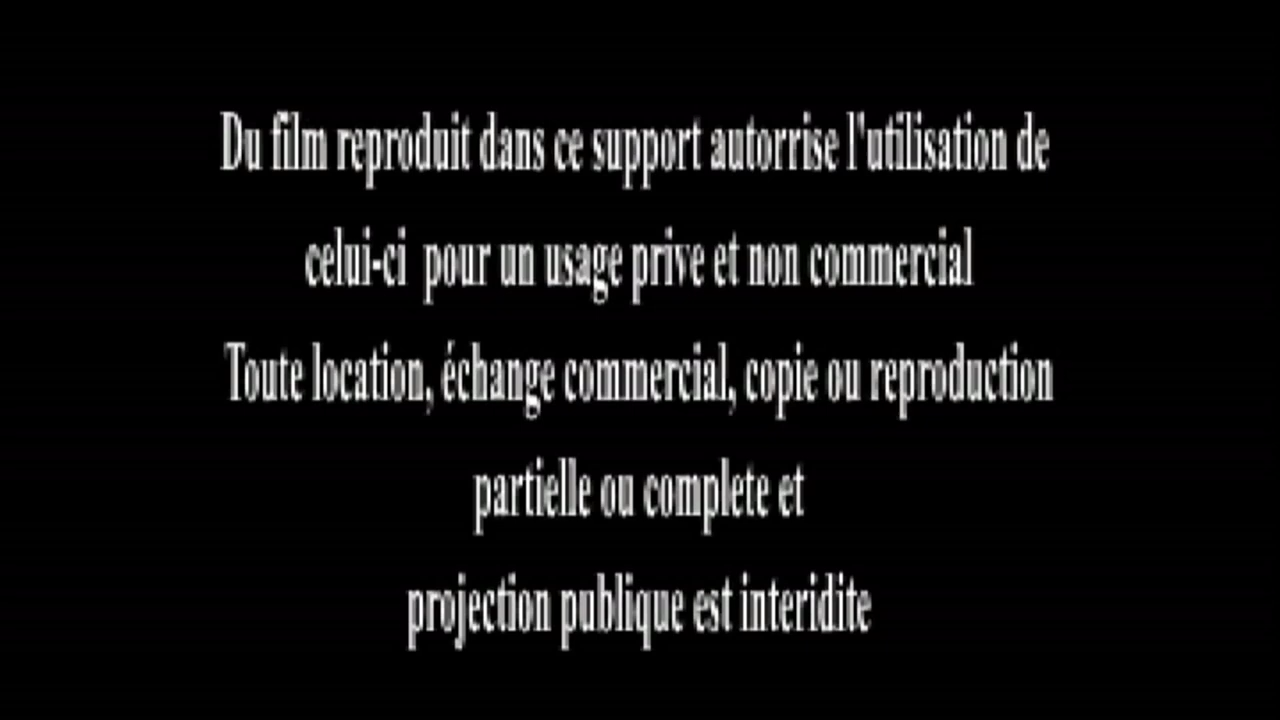 Du film reproduit dans ce support autorrise l'utilisation de
celui-ci pour un usage prive et non commercial
Toute location, échange commercial, copie ou reproduction
partielle ou complete et
projection publique est interidite